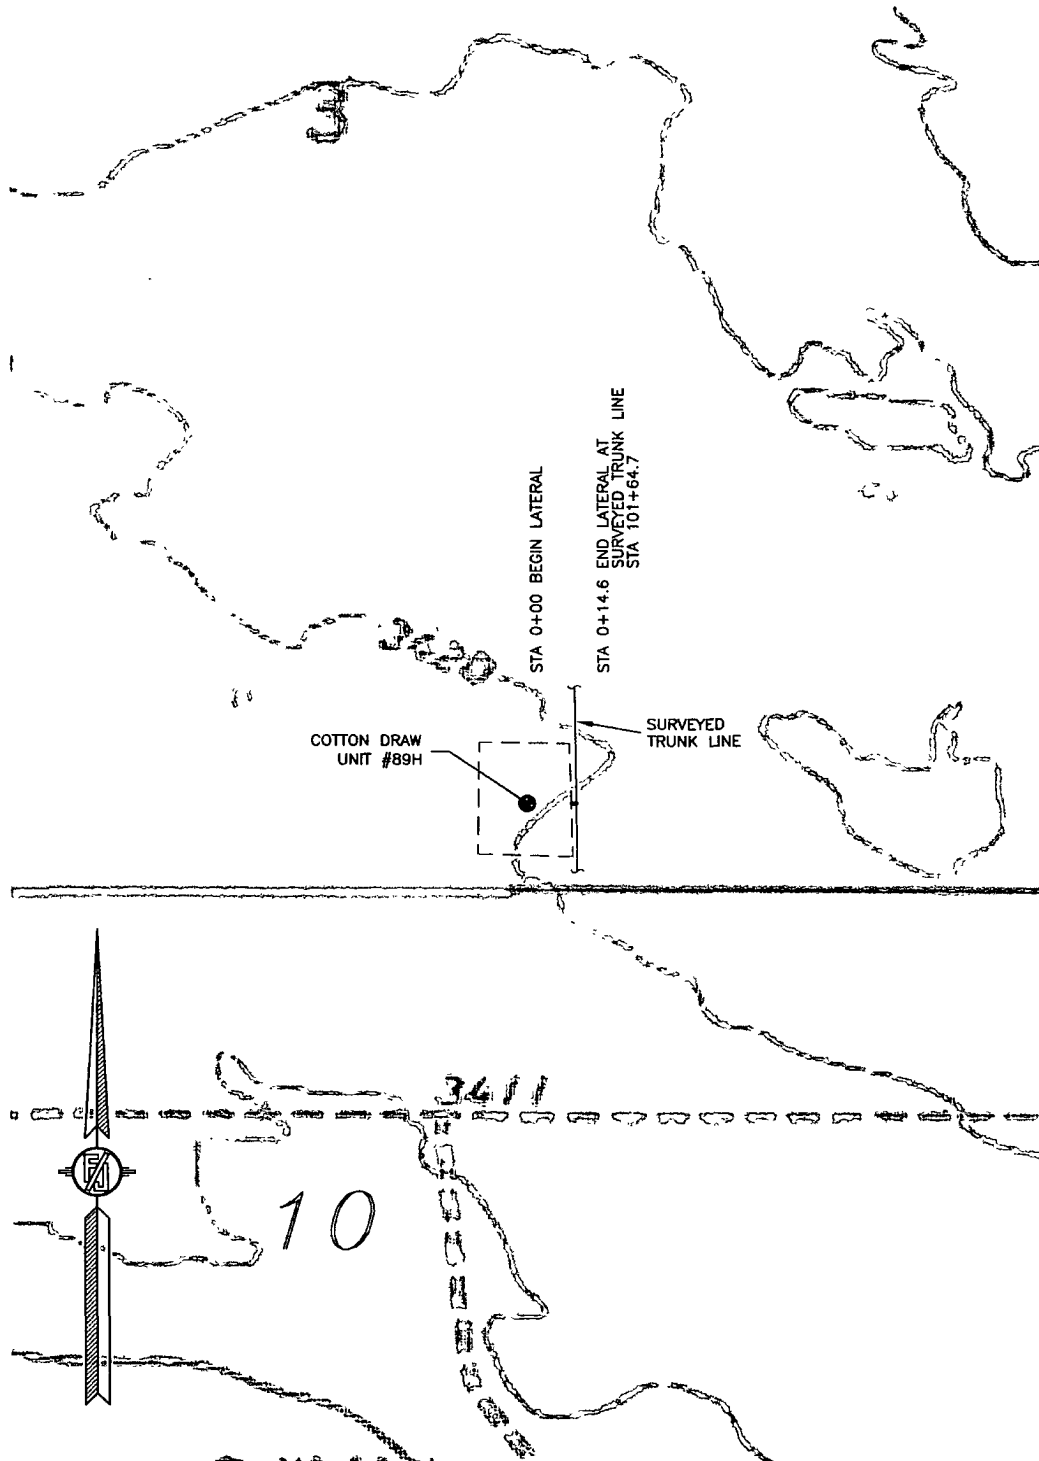 3
STA 0+00 BEGIN LATERAL
STA 0+14.6 END LATERAL AT
SURVEYED TRUNK LINE
STA 101+64.7
SURVEYED
TRUNK LINE
COTTON DRAW
UNIT #89H
3411
10